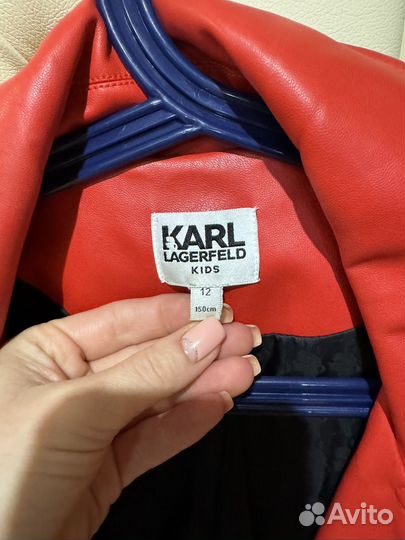 KARL
LAGERFELD
KIDS
12
150cm
Avito